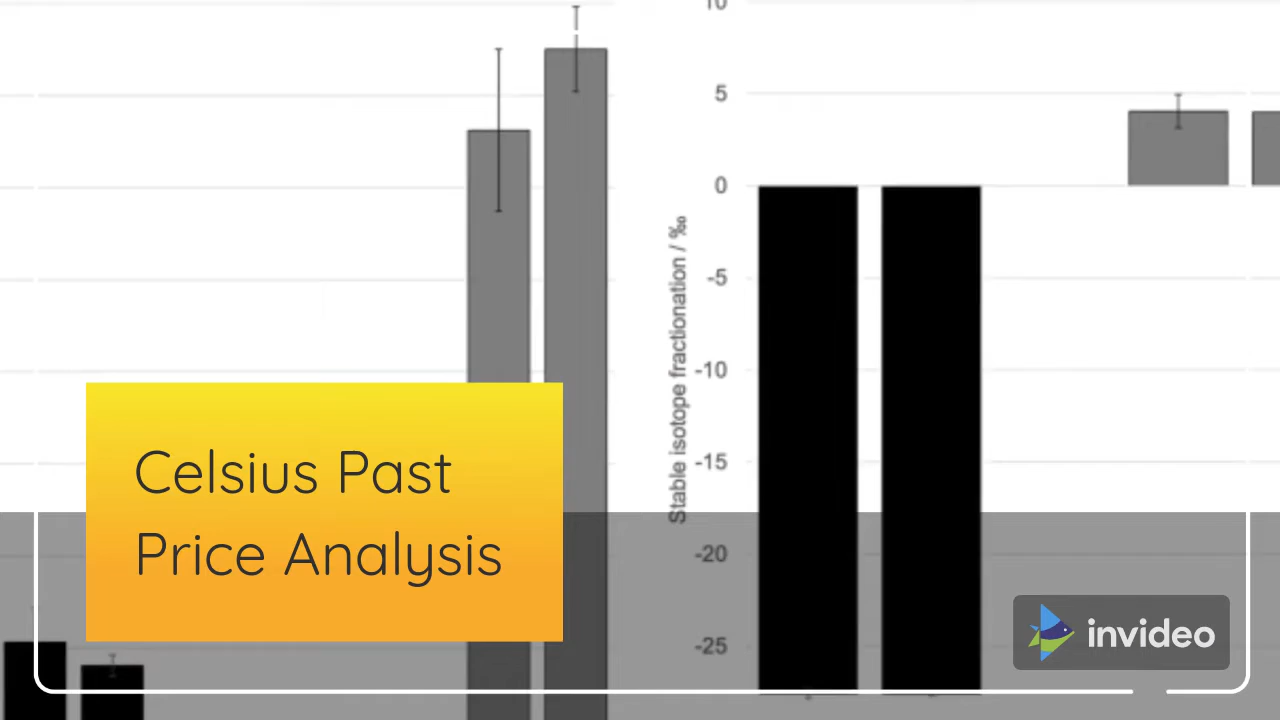 10
5
0
-5
-10
-15
-20
-25
Stable isotope fractionation / ‰
Celsius Past
Price Analysis
invideo